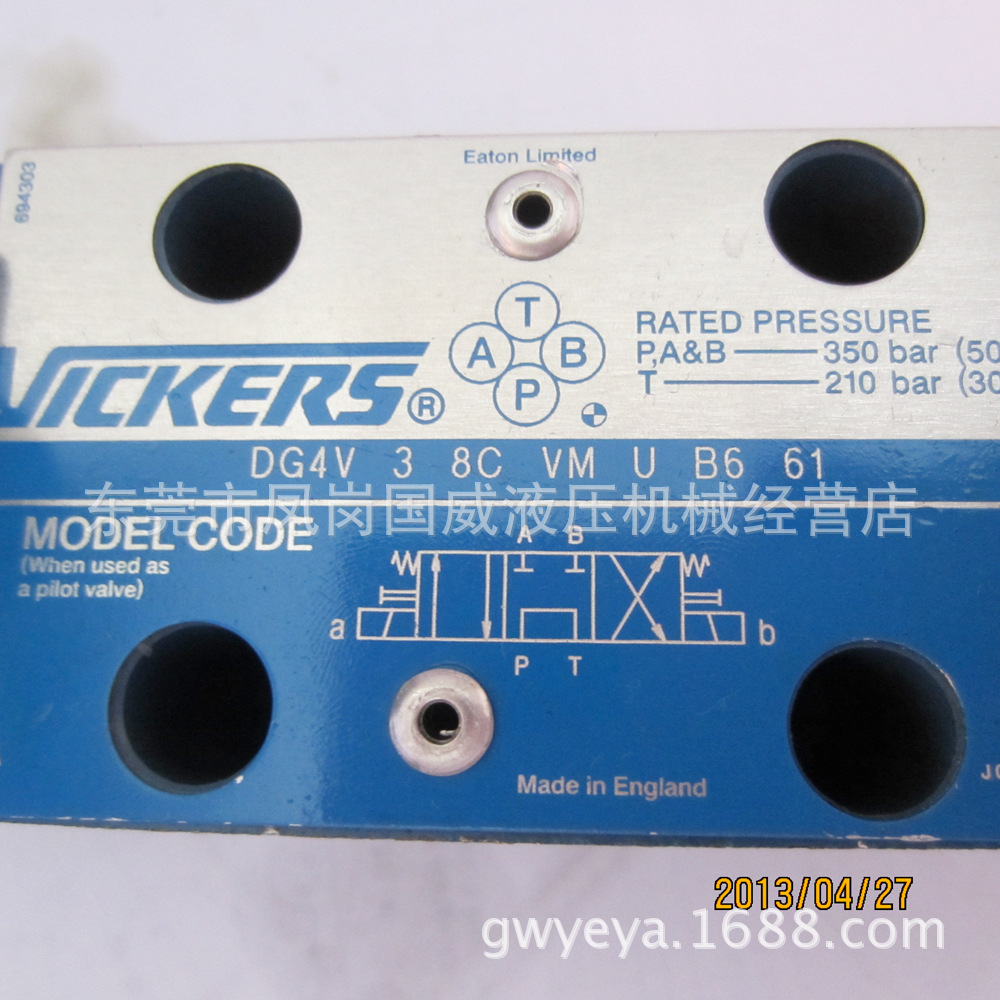 694303
Eaton Limited
VICKERS®
T
A B
P
RATED PRESSURE
P,A&B — 350 bar (50
T — 210 bar (30
DG4V 3 8C VM U B6 61
东莞市凤岗国威液压机械经营店
MODEL CODE
(When used as
a pilot valve)
A B
a b
P T
Made in England
2013/04/27
gwyeya.1688.com